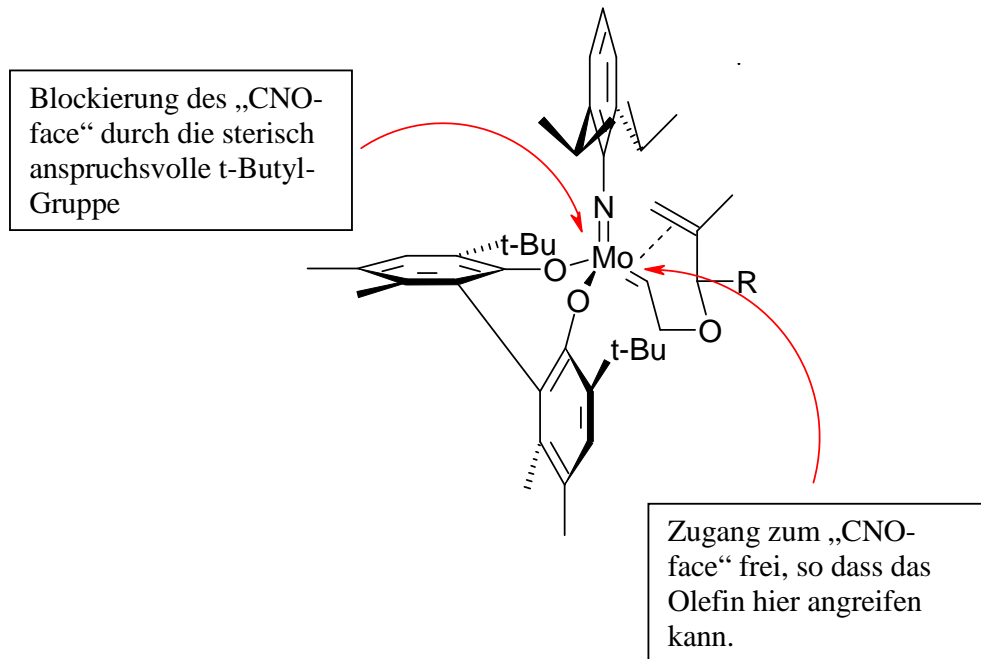 Blockierung des „CNO-
face“ durch die sterisch
anspruchsvolle t-Butyl-
Gruppe
N
t-Bu
O
Mo
R
O
O
t-Bu
Zugang zum „CNO-
face“ frei, so dass das
Olefin hier angreifen
kann.